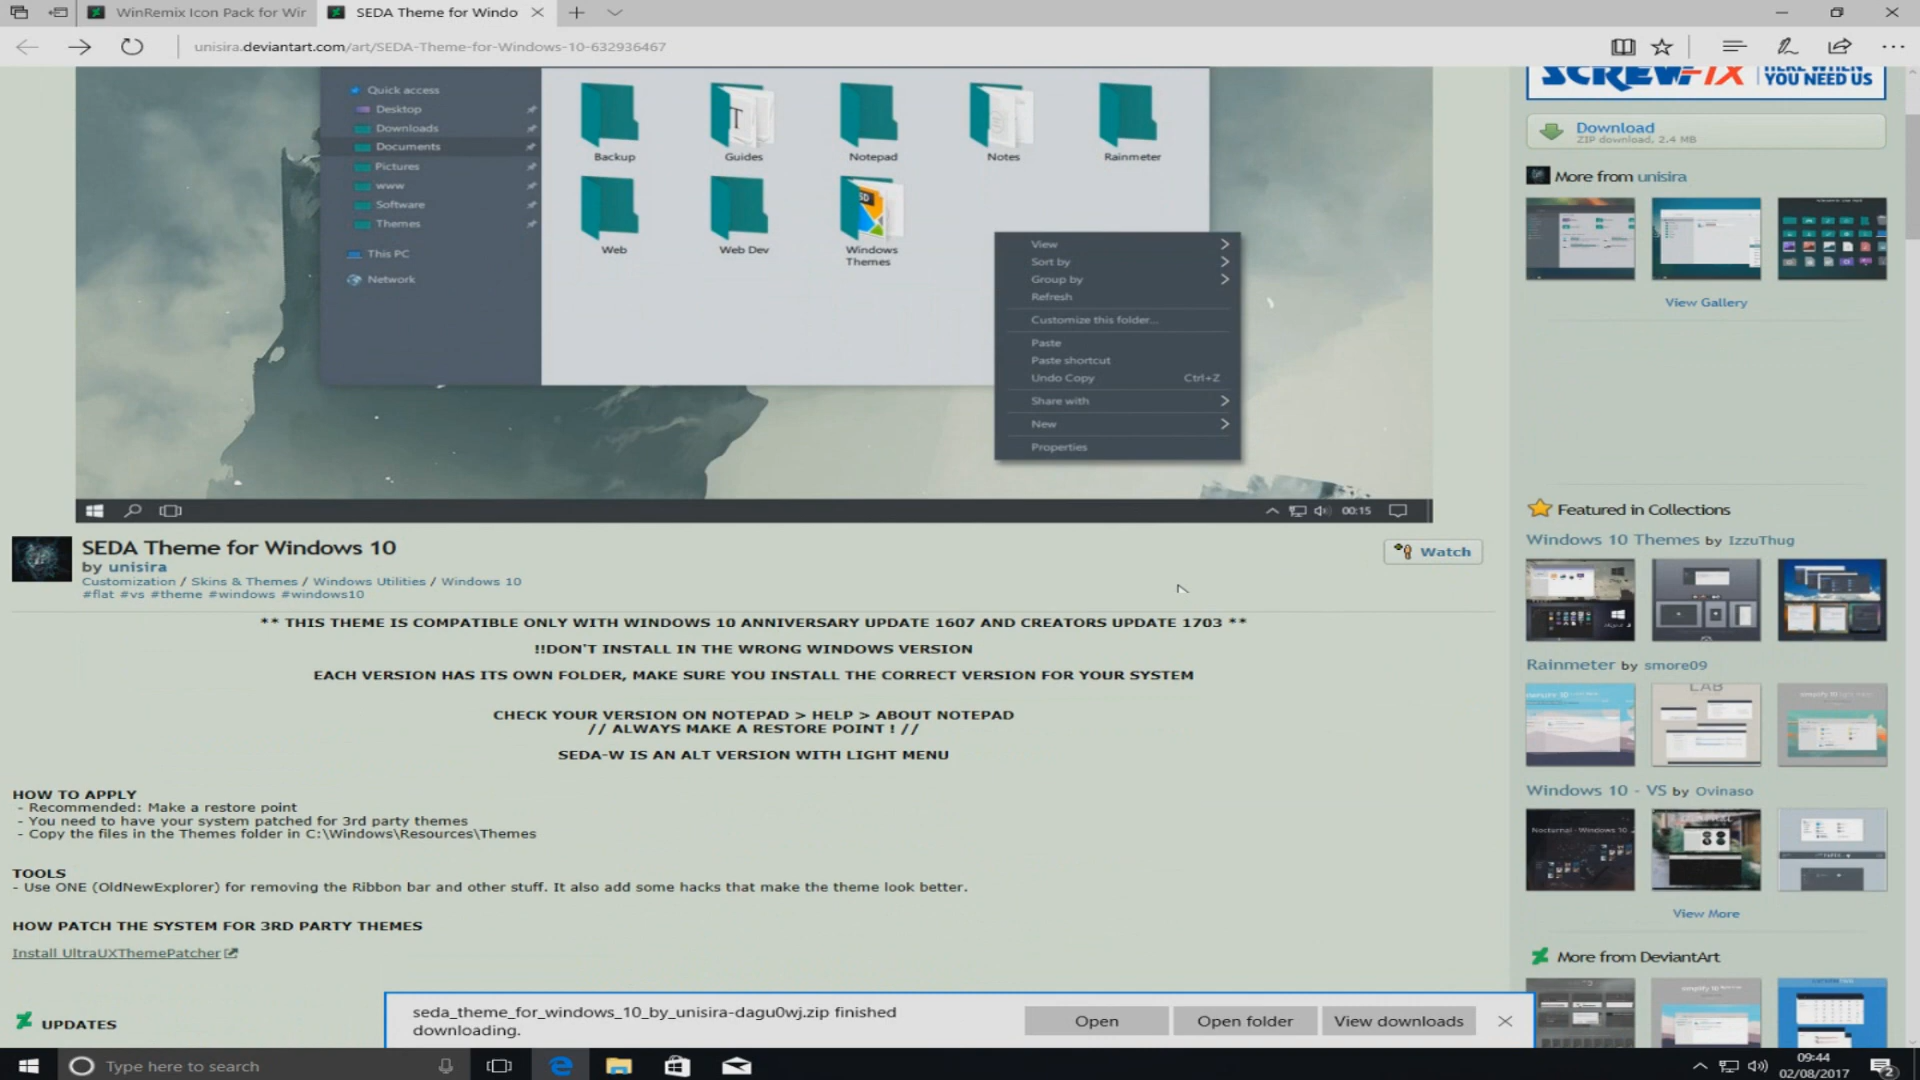 WinRemix Icon Pack for Wir
SEDA Theme for Windo
unisira.deviantart.com/art/SEDA-Theme-for-Windows-10-632936467
Quick access
Desktop
Downloads
Documents
Pictures
www
Software
Themes
This PC
Network
Backup
Guides
Notepad
Notes
Rainmeter
Web
Web Dev
Windows
Themes
View
Sort by
Group by
Refresh
Customize this folder...
Paste
Paste shortcut
Undo Copy Ctrl+Z
Share with
New
Properties
00:15
SCREWFIX HERE WHEN
YOU NEED US
Download
ZIP download, 2.4 MB
More from unisira
View Gallery
SEDA Theme for Windows 10
by unisira
Customization / Skins & Themes / Windows Utilities / Windows 10
#flat #vs #theme #windows #windows10
Watch
** THIS THEME IS COMPATIBLE ONLY WITH WINDOWS 10 ANNIVERSARY UPDATE 1607 AND CREATORS UPDATE 1703 **
!!DON'T INSTALL IN THE WRONG WINDOWS VERSION
EACH VERSION HAS ITS OWN FOLDER, MAKE SURE YOU INSTALL THE CORRECT VERSION FOR YOUR SYSTEM
CHECK YOUR VERSION ON NOTEPAD > HELP > ABOUT NOTEPAD
// ALWAYS MAKE A RESTORE POINT ! //
SEDA-W IS AN ALT VERSION WITH LIGHT MENU
HOW TO APPLY
- Recommended: Make a restore point
- You need to have your system patched for 3rd party themes
- Copy the files in the Themes folder in C:\Windows\Resources\Themes
TOOLS
- Use ONE (OldNewExplorer) for removing the Ribbon bar and other stuff. It also add some hacks that make the theme look better.
HOW PATCH THE SYSTEM FOR 3RD PARTY THEMES
Install UltraUXThemePatcher
UPDATES
Featured in Collections
Windows 10 Themes by IzzuThug
Rainmeter by smore09
LAB
Windows 10 - VS by Ovinaso
Nocturnal - Windows 10
View More
More from DeviantArt
seda_theme_for_windows_10_by_unisira-dagu0wj.zip finished
downloading.
Open
Open folder
View downloads
Type here to search
09:44
02/08/2017
2